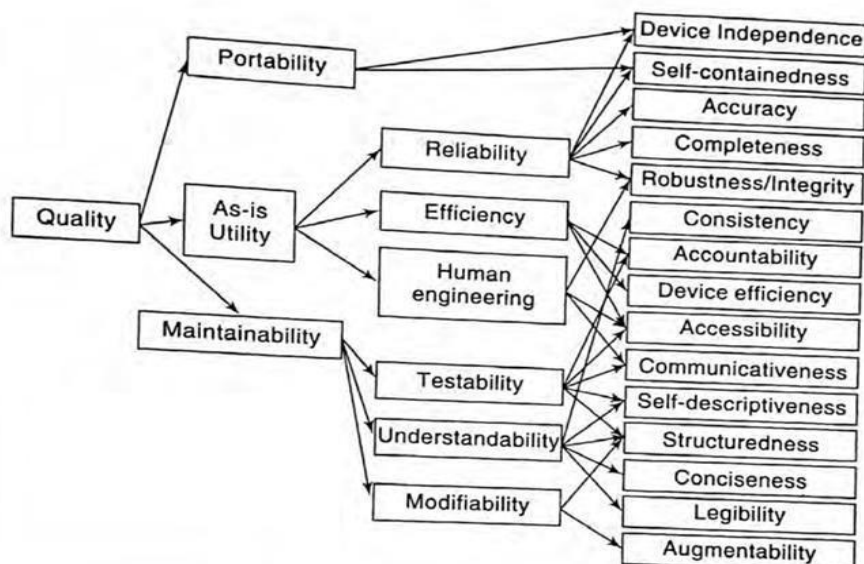 Quality
Portability
As-is
Utility
Maintainability
Reliability
Efficiency
Human
engineering
Testability
Understandability
Modifiability
Device Independence
Self-containedness
Accuracy
Completeness
Robustness/Integrity
Consistency
Accountability
Device efficiency
Accessibility
Communicativeness
Self-descriptiveness
Structuredness
Conciseness
Legibility
Augmentability